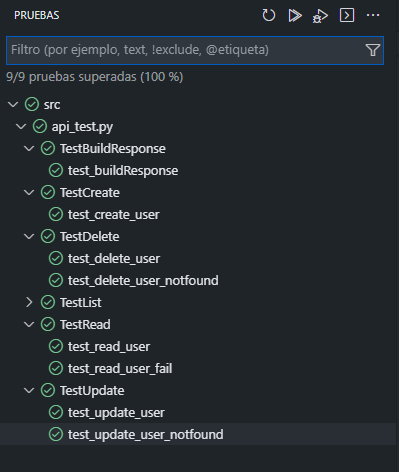 PRUEBAS
Filtro (por ejemplo, text, !exclude, @etiqueta)
9/9 pruebas superadas (100 %)
src
api_test.py
TestBuildResponse
test_buildResponse
TestCreate
test_create_user
TestDelete
test_delete_user
test_delete_user_notfound
TestList
TestRead
test_read_user
test_read_user_fail
TestUpdate
test_update_user
test_update_user_notfound